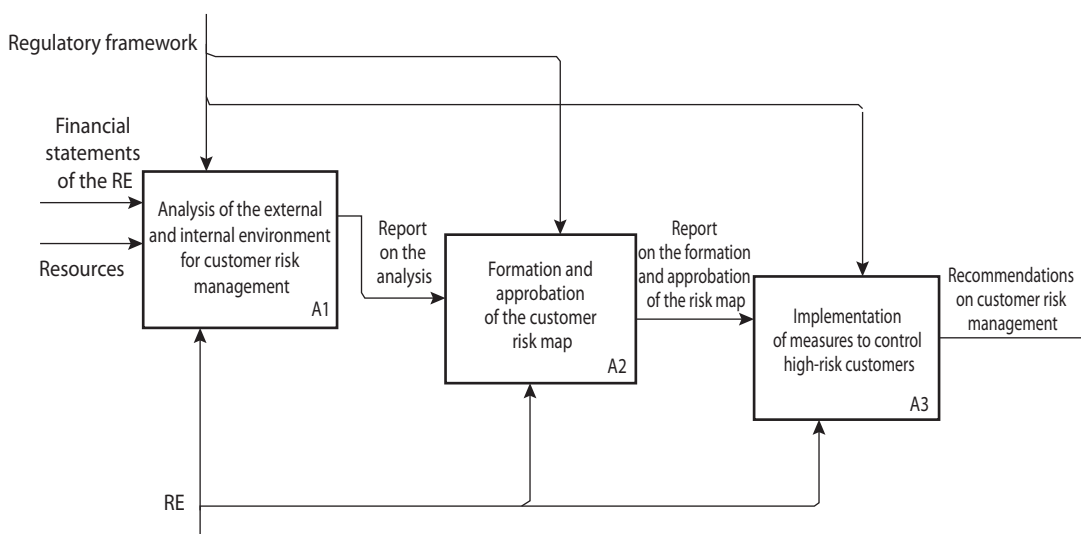 Regulatory framework
Financial
statements
of the RE
Resources
Analysis of the external
and internal environment
for customer risk
management
A1
Report
on the
analysis
Formation and
approbation
of the customer
risk map
A2
Report
on the formation
and approbation
of the risk map
Implementation
of measures to control
high-risk customers
A3
Recommendations
on customer risk
management
RE